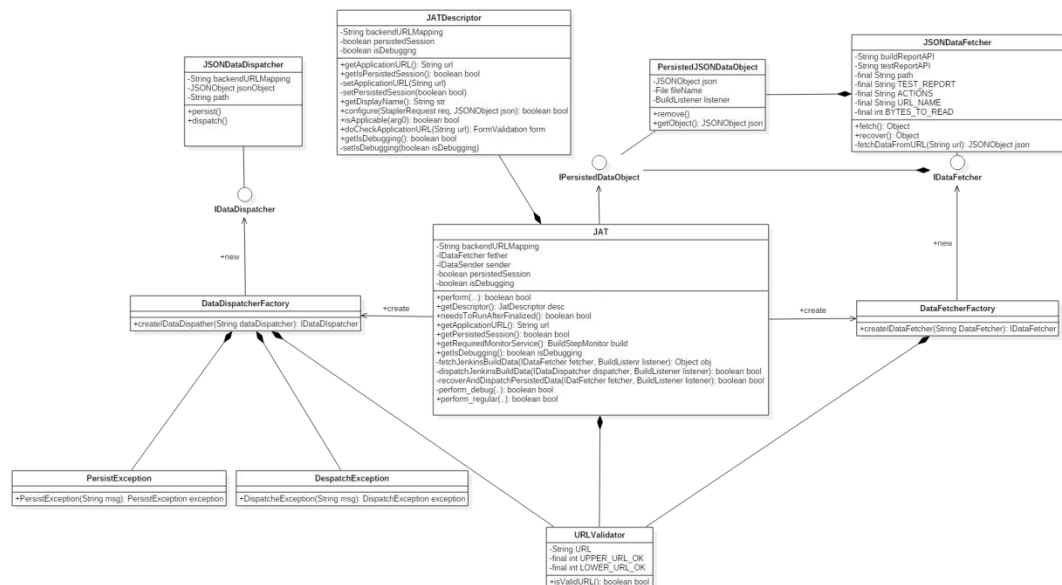 JATDescriptor
-String backendURLMapping
-boolean persistedSession
-boolean isDebuggng
+getApplicationURL(): String url
+getIsPersistedSession(): boolean bool
-setApplicationURL(String url)
-setPersistedSession(boolean bool)
+getDisplayName(): String str
+configure(StaplerRequest req, JSONObject json): boolean bool
+isApplicable(arg0): boolean bool
+doCheckApplicationURL(String url): FormValidation form
+getIsDebugging(): boolean bool
-setIsDebugging(boolean isDebugging)
JSONDataDispatcher
-String backendURLMapping
-JSONObject jsonObject
-String path
+persist()
+dispatch()
PersistedJSONDataObject
-JSONObject json
-File fileName
-BuildListener listener
+remove()
+getObject(): JSONObject json
JSONDataFetcher
-String buildReportAPI
-String testReportAPI
-final String path
-final String TEST_REPORT
-final String ACTIONS
-final String URL_NAME
-final int BYTES_TO_READ
+fetch(): Object
+recover(): Object
-fetchDataFromURL(String url): JSONObject json
IDataDispatcher
IPersistedDataObject
IDataFetcher
+new
+new
JAT
-String backendURLMapping
-IDataFetcher fether
-IDataSender sender
-boolean persistedSession
-boolean isDebugging
+perform(...): boolean bool
+getDescriptor(): JatDescriptor desc
+needsToRunAfterFinalized(): boolean bool
+getApplicationURL(): String url
+getPersistedSession(): boolean bool
+getRequiredMonitorService(): BuildStepMonitor build
+getIsDebugging(): boolean isDebugging
-fetchJenkinsBuildData(IDataFetcher fetcher, BuildListenr listener): Object obj
-dispatchJenkinsBuildData(IDataDispatcher dispatcher, BuildListener listener): boolean bool
-recoverAndDispatchPersistedData(IDatFetcher fetcher, BuildListener listener): boolean bool
-perform_debug(..): boolean bool
+perform_regular(..): boolean bool
+create
+create
DataDispatcherFactory
+createIDataDispather(String dataDispatcher): IDataDIspatcher
DataFetcherFactory
+createIDataFetcher(String DataFetcher): IDataFetcher
PersistException
+PersistException(String msg): PersistException exception
DespatchException
+DispatcheException(String msg): DispatchException exception
URLValidator
-String URL
-final int UPPER_URL_OK
-final int LOWER_URL_OK
+isValidURL(): boolean bool